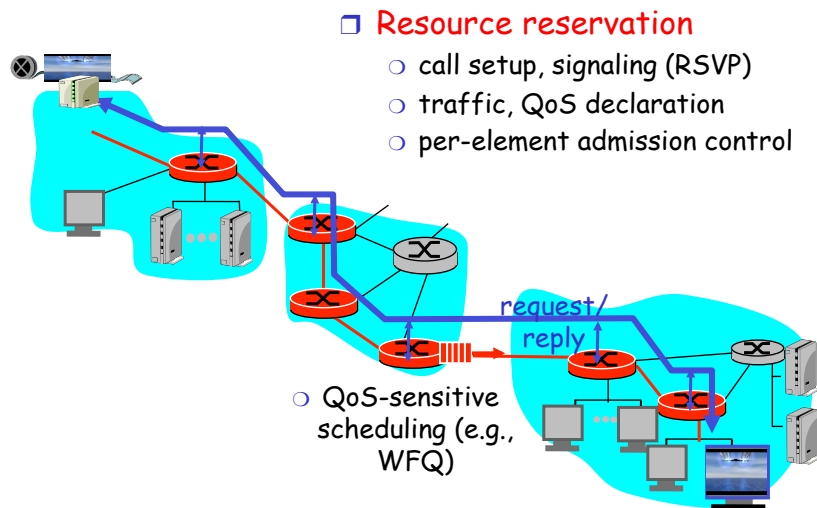 ❒ Resource reservation
❍ call setup, signaling (RSVP)
❍ traffic, QoS declaration
❍ per-element admission control
request/
reply
❍ QoS-sensitive
scheduling (e.g.,
WFQ)